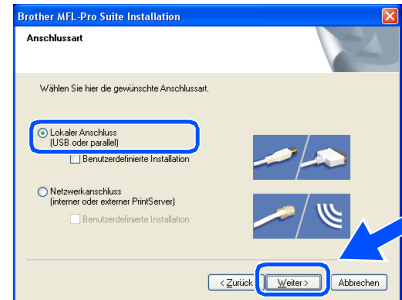 Brother MFL-Pro Suite Installation
Anschlussart
Wählen Sie hier die gewünschte Anschlussart.
Lokaler Anschluss
(USB oder parallel)
Benutzerdefinierte Installation
Netzwerkanschluss
(interner oder externer PrintServer)
Benutzerdefinierte Installation
< Zurück Weiter > Abbrechen